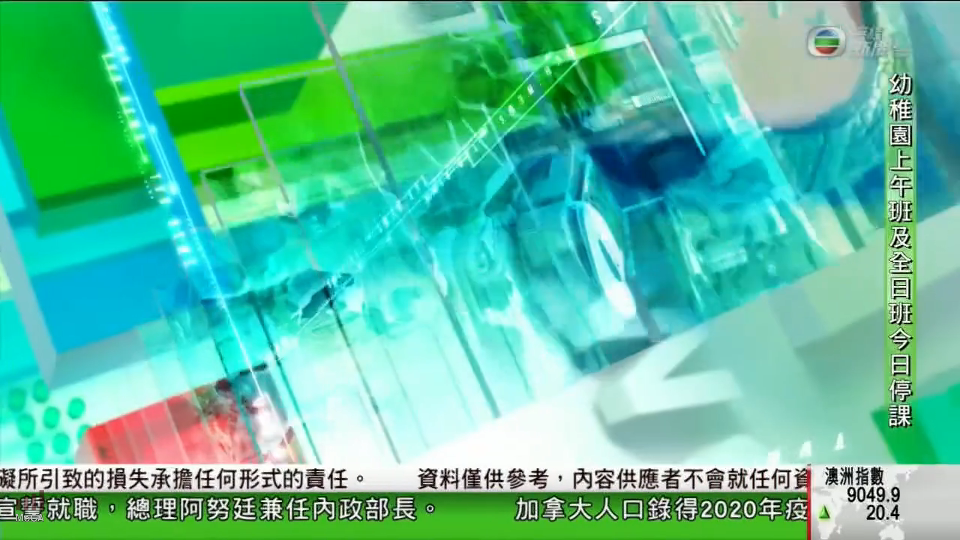 幼稚園上午班及全日班今日停課
礙所引致的損失承擔任何形式的責任。 資料僅供參考，內容供應者不會就任何資
宣誓就職，總理阿努廷兼任內政部長。 加拿大人口錄得2020年疫
澳洲指數
9049.9
20.4